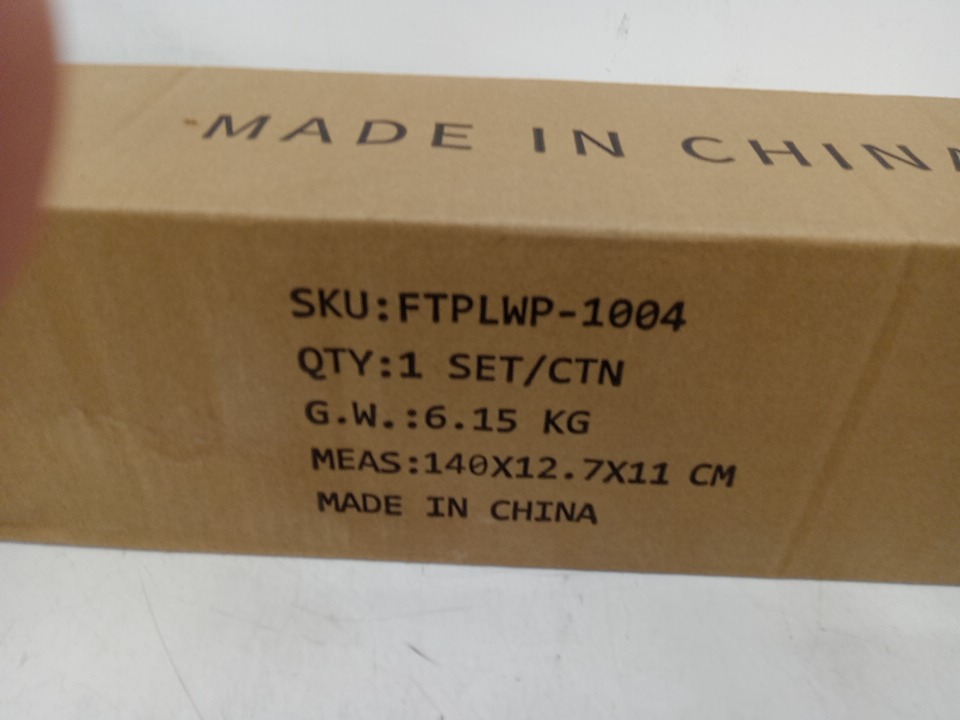 MADE IN CHINA
SKU:FTPLWP-1004
QTY:1 SET/CTN
G.W.:6.15 KG
MEAS:140X12.7X11 CM
MADE IN CHINA